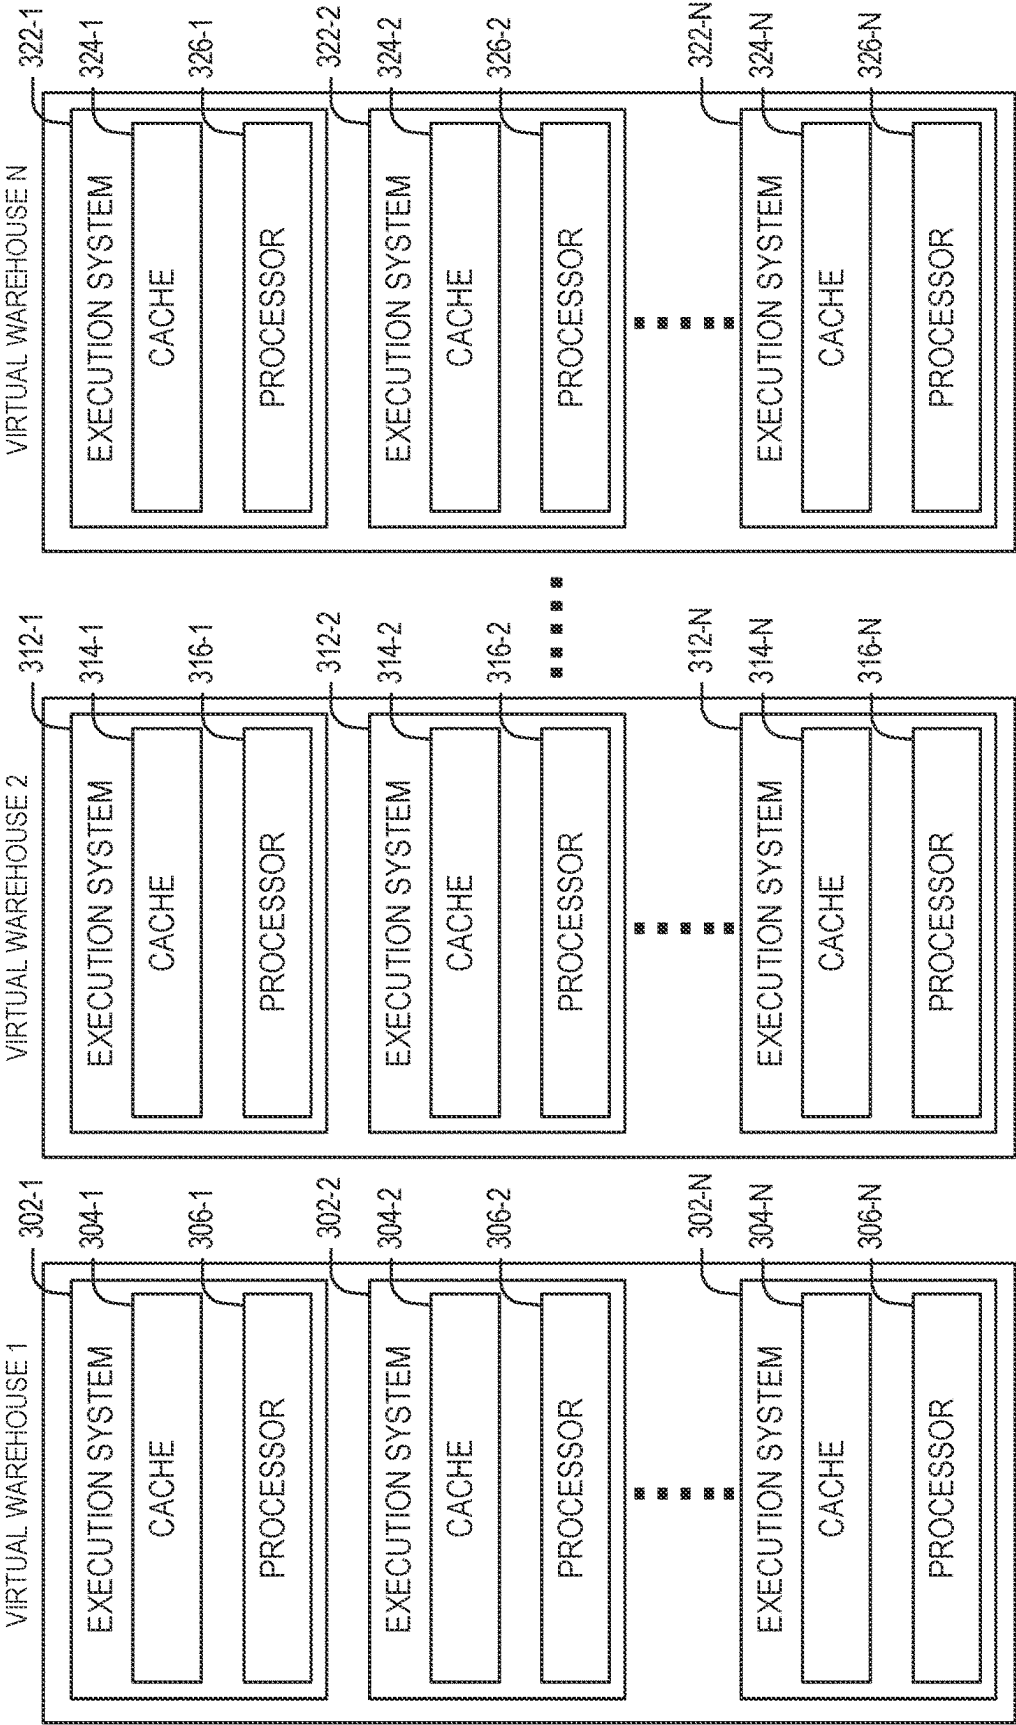 VIRTUAL WAREHOUSE 1
302-1
EXECUTION SYSTEM
304-1
CACHE
306-1
PROCESSOR
302-2
EXECUTION SYSTEM
304-2
CACHE
306-2
PROCESSOR
302-N
EXECUTION SYSTEM
304-N
CACHE
306-N
PROCESSOR
VIRTUAL WAREHOUSE 2
312-1
EXECUTION SYSTEM
314-1
CACHE
316-1
PROCESSOR
312-2
EXECUTION SYSTEM
314-2
CACHE
316-2
PROCESSOR
312-N
EXECUTION SYSTEM
314-N
CACHE
316-N
PROCESSOR
VIRTUAL WAREHOUSE N
322-1
EXECUTION SYSTEM
324-1
CACHE
326-1
PROCESSOR
322-2
EXECUTION SYSTEM
324-2
CACHE
326-2
PROCESSOR
322-N
EXECUTION SYSTEM
324-N
CACHE
326-N
PROCESSOR